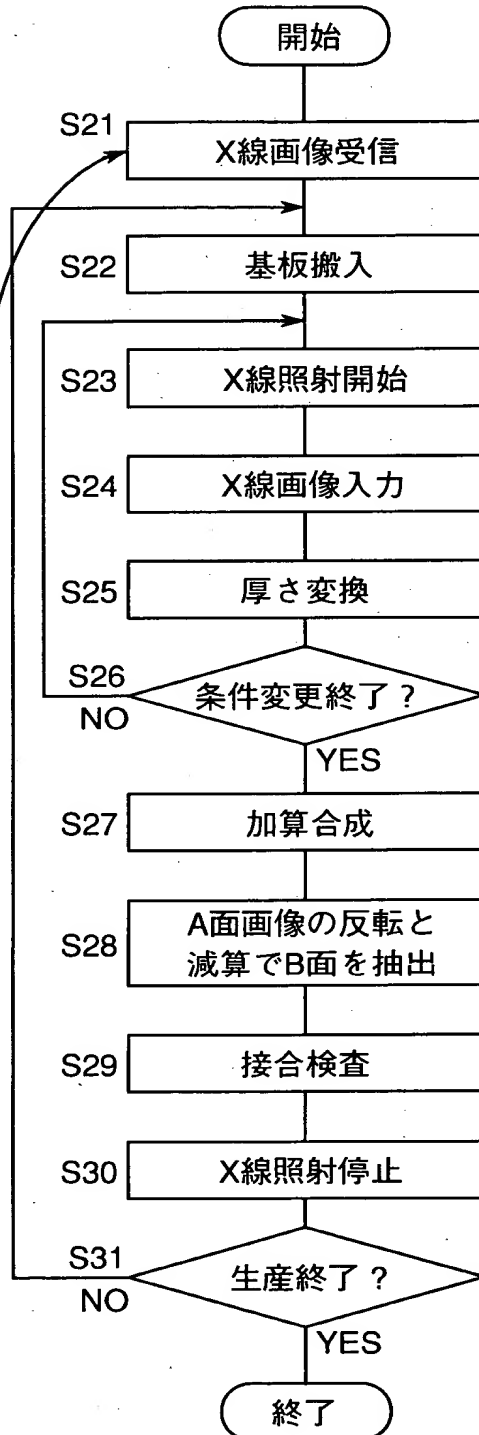 開始
S21
X線画像受信
S22
基板搬入
S23
X線照射開始
S24
X線画像入力
S25
厚さ変換
S26
条件変更終了？
NO
YES
S27
加算合成
S28
A面画像の反転と
減算でB面を抽出
S29
接合検査
S30
X線照射停止
S31
生産終了？
NO
YES
終了